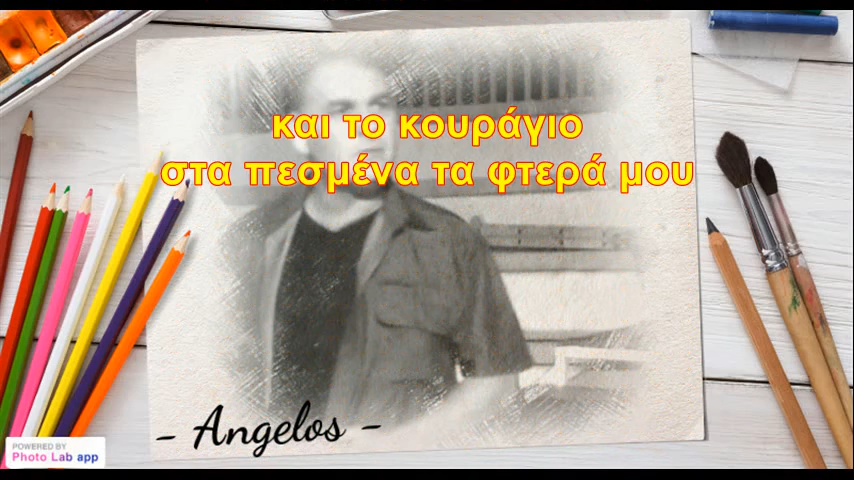 και το κουράγιο
στα πεσμένα τα φτερά μου
- Angelos -
POWERED BY
Photo Lab app